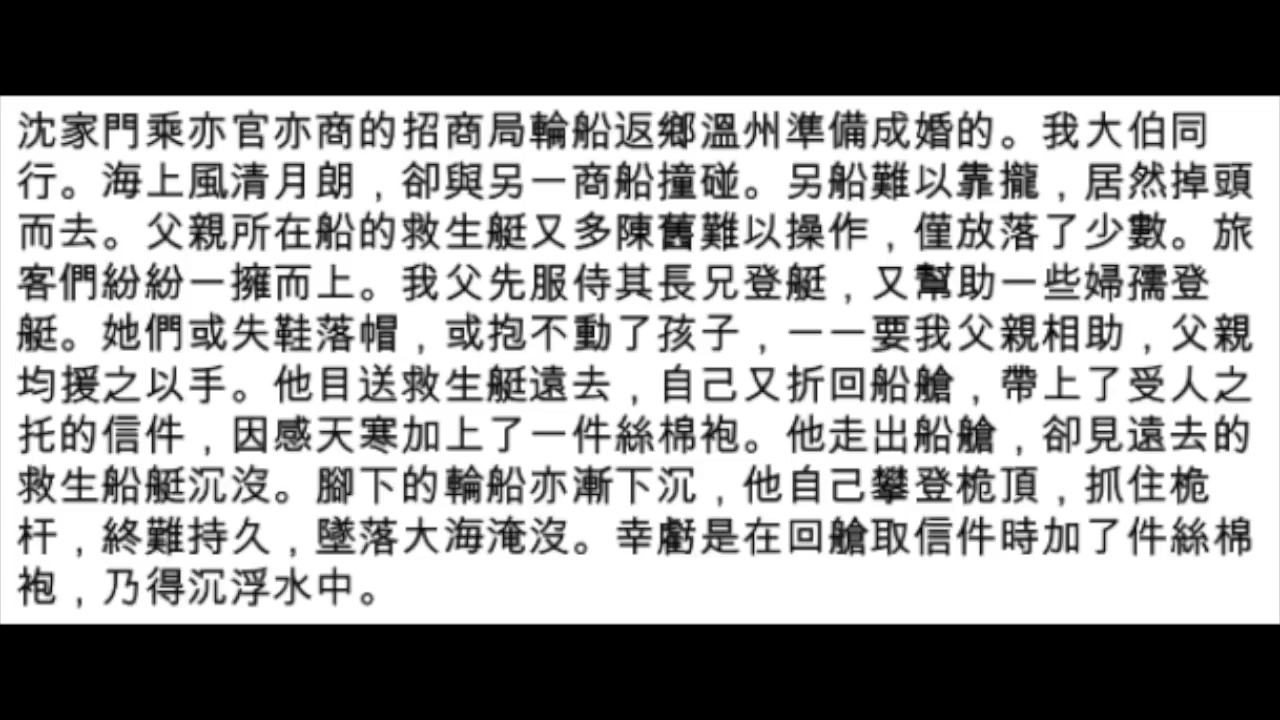 沈家門乘亦官亦商的招商局輪船返鄉溫州準備成婚的。我大伯同
行。海上風清月朗，卻與另一商船撞碰。另船難以靠攏，居然掉頭
而去。父親所在船的救生艇又多陳舊難以操作，僅放落了少數。旅
客們紛紛一擁而上。我父先服侍其長兄登艇，又幫助一些婦孺登
艇。她們或失鞋落帽，或抱不動了孩子，一一要我父親相助，父親
均援之以手。他目送救生艇遠去，自己又折回船艙，帶上了受人之
托的信件，因感天寒加上了一件絲棉袍。他走出船艙，卻見遠去的
救生船艇沉沒。腳下的輪船亦漸下沉，他自己攀登桅頂，抓住桅
杆，終難持久，墜落大海淹沒。幸虧是在回艙取信件時加了件絲棉
袍，乃得沉浮水中。